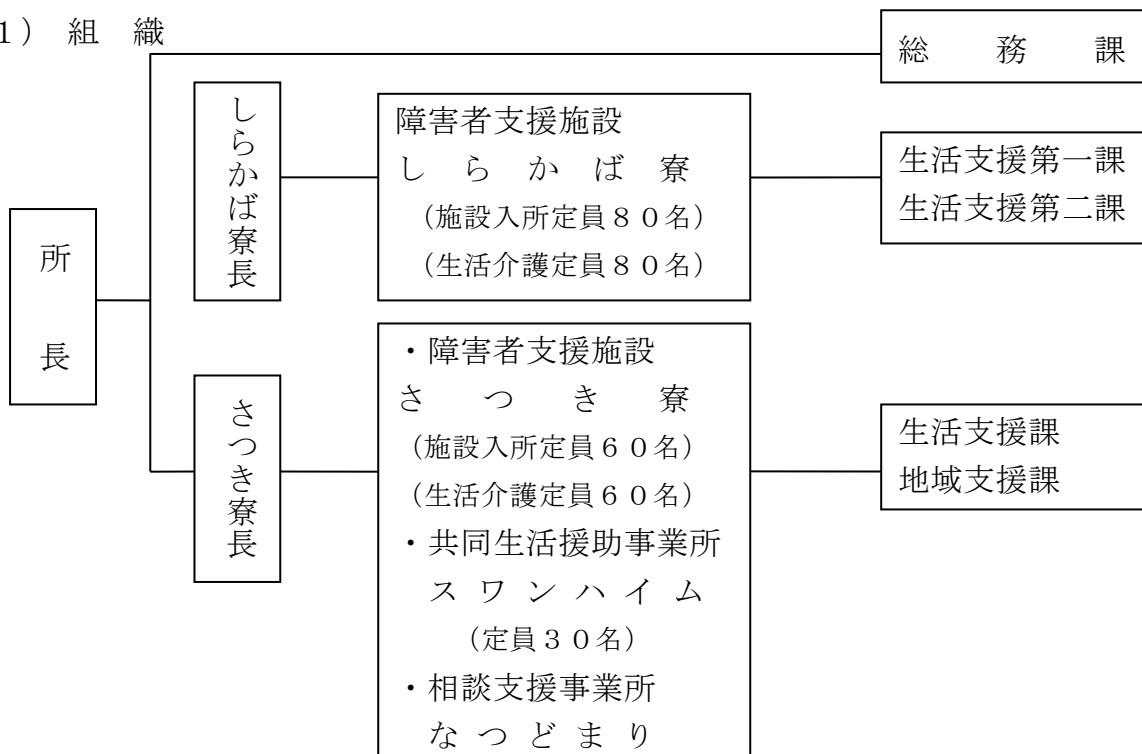 1) 組 織
総 務 課
しらかば寮長
障害者支援施設
し ら か ば 寮
(施設入所定員80名)
(生活介護定員80名)
生活支援第一課
生活支援第二課
所長
さつき寮長
・障害者支援施設
さ つ き 寮
(施設入所定員60名)
(生活介護定員60名)
・共同生活援助事業所
ス ワ ン ハ イ ム
(定員30名)
・相談支援事業所
な つ ど ま り
生活支援課
地域支援課